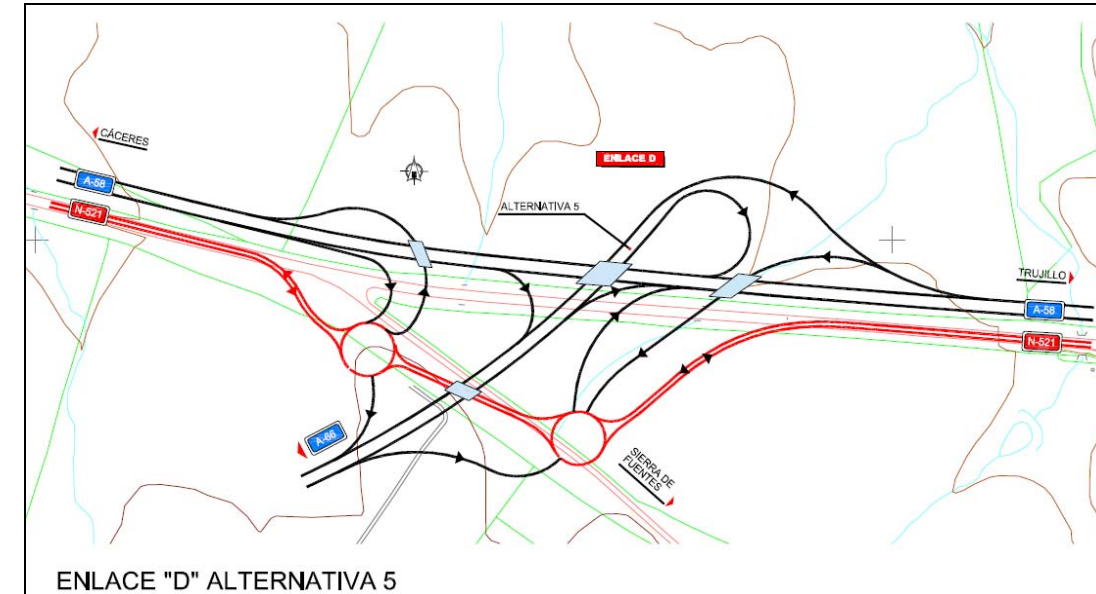 CÁCERES
A-58
N-521
ENLACE D
ALTERNATIVA 5
TRUJILLO
A-58
N-521
A-66
SIERRA DE
FUENTES
ENLACE "D" ALTERNATIVA 5